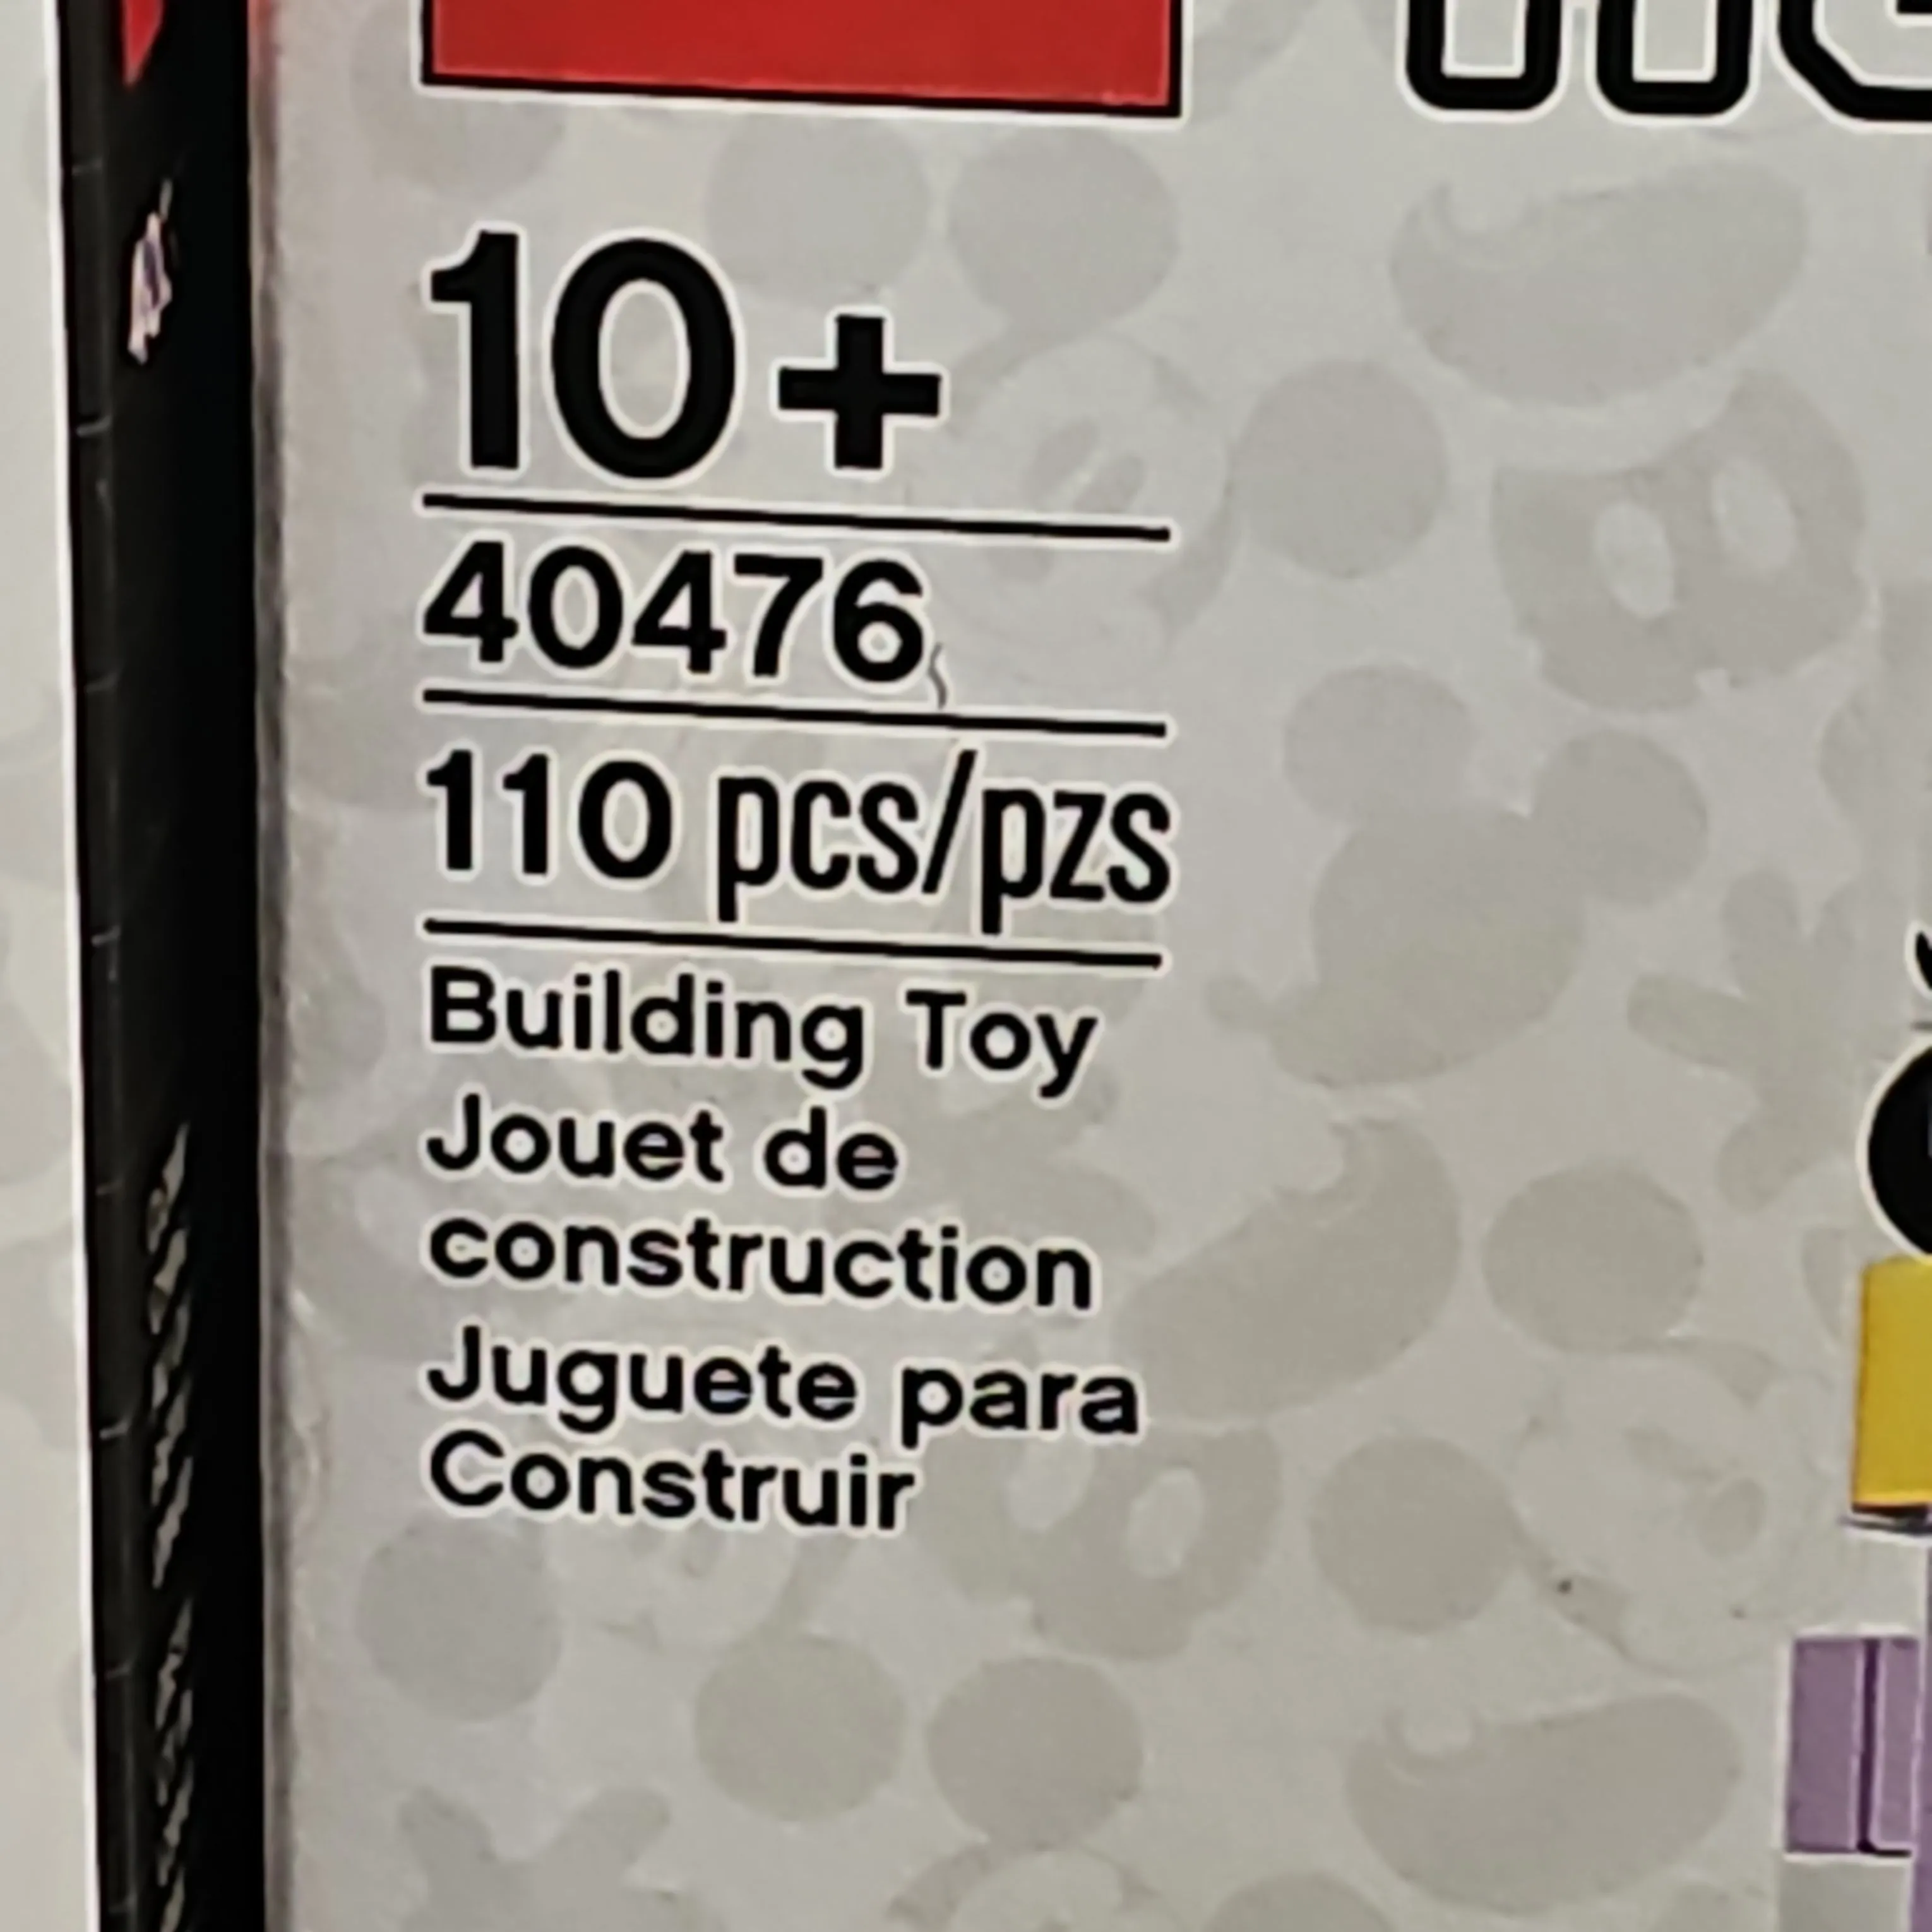 10+
40476
110 pcs/pzs
Building Toy
Jouet de
construction
Juguete para
Construir